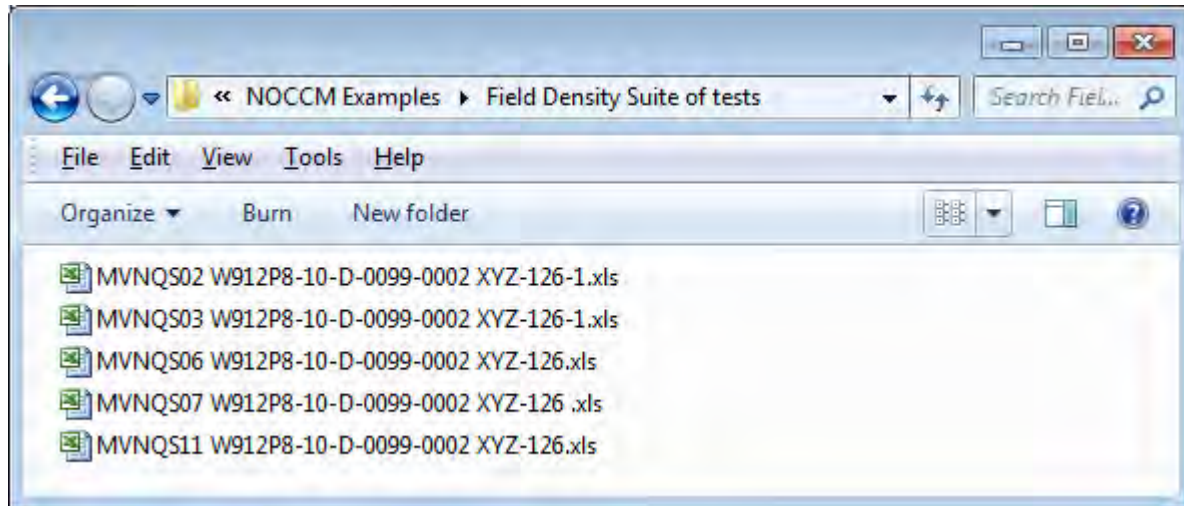 « NOCCM Examples ▸ Field Density Suite of tests Search Fiel...
File Edit View Tools Help
Organize Burn New folder
MVNQS02 W912P8-10-D-0099-0002 XYZ-126-1.xls
MVNQS03 W912P8-10-D-0099-0002 XYZ-126-1.xls
MVNQS06 W912P8-10-D-0099-0002 XYZ-126.xls
MVNQS07 W912P8-10-D-0099-0002 XYZ-126 .xls
MVNQS11 W912P8-10-D-0099-0002 XYZ-126.xls